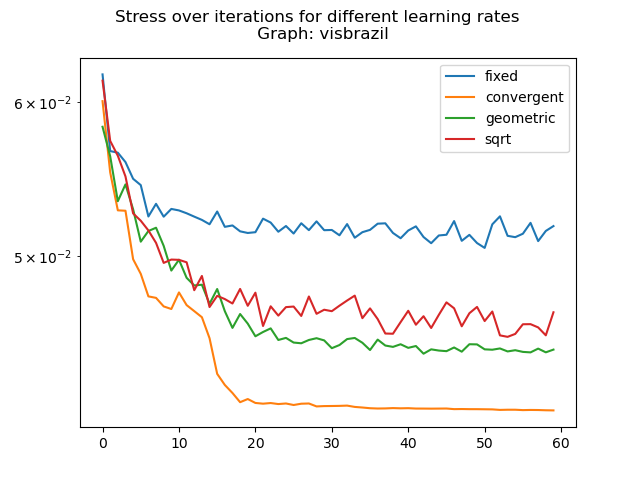 Stress over iterations for different learning rates
Graph: visbrazil
6 × 10⁻²
5 × 10⁻²
fixed
convergent
geometric
sqrt
0 10 20 30 40 50 60